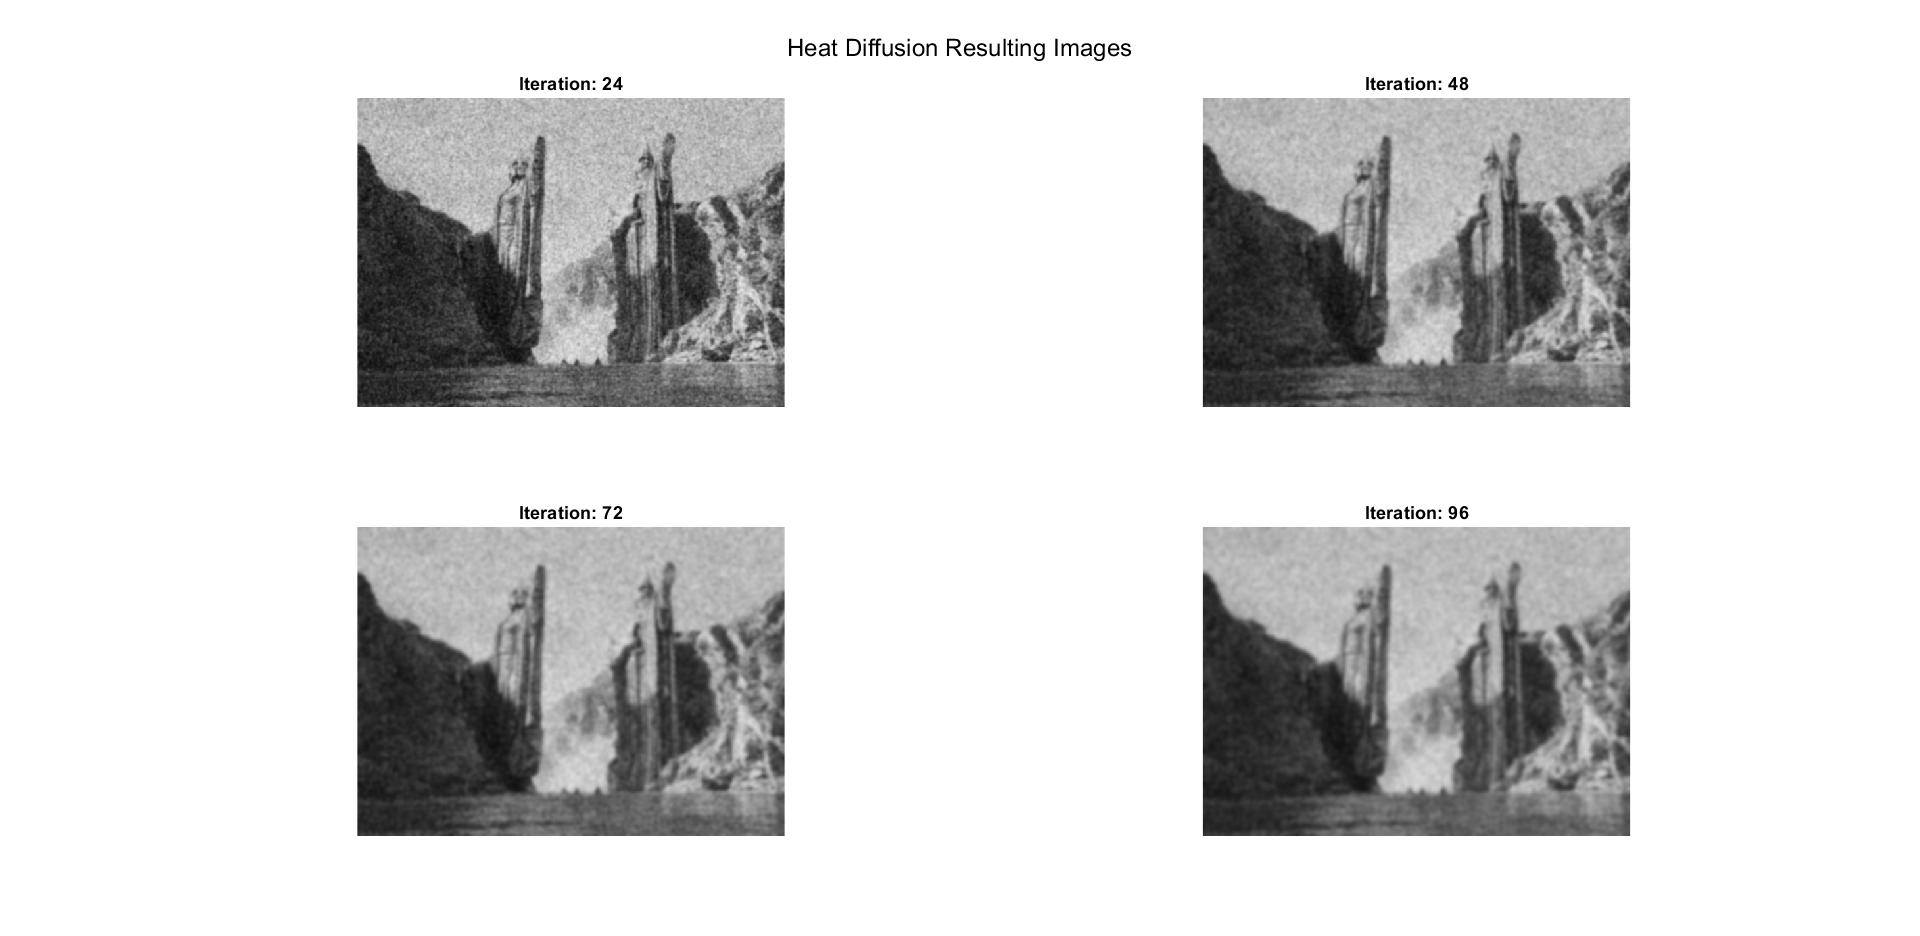 Heat Diffusion Resulting Images
Iteration: 24
Iteration: 48
Iteration: 72
Iteration: 96